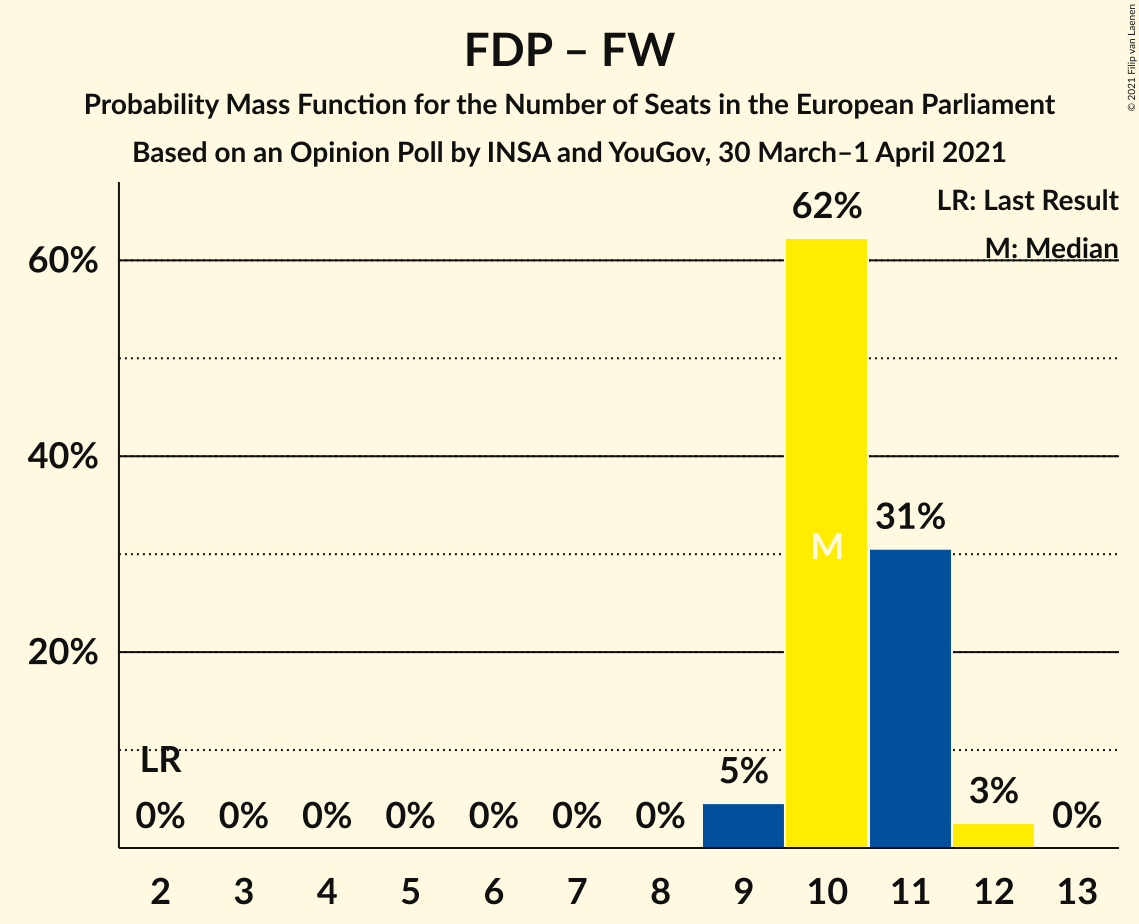 FDP – FW
Probability Mass Function for the Number of Seats in the European Parliament
Based on an Opinion Poll by INSA and YouGov, 30 March–1 April 2021
© 2021 Filip van Laenen
LR: Last Result
M: Median
62%
60%
40%
31%
M
20%
LR
5%
3%
0% 0% 0% 0% 0% 0% 0% 0%
2 3 4 5 6 7 8 9 10 11 12 13